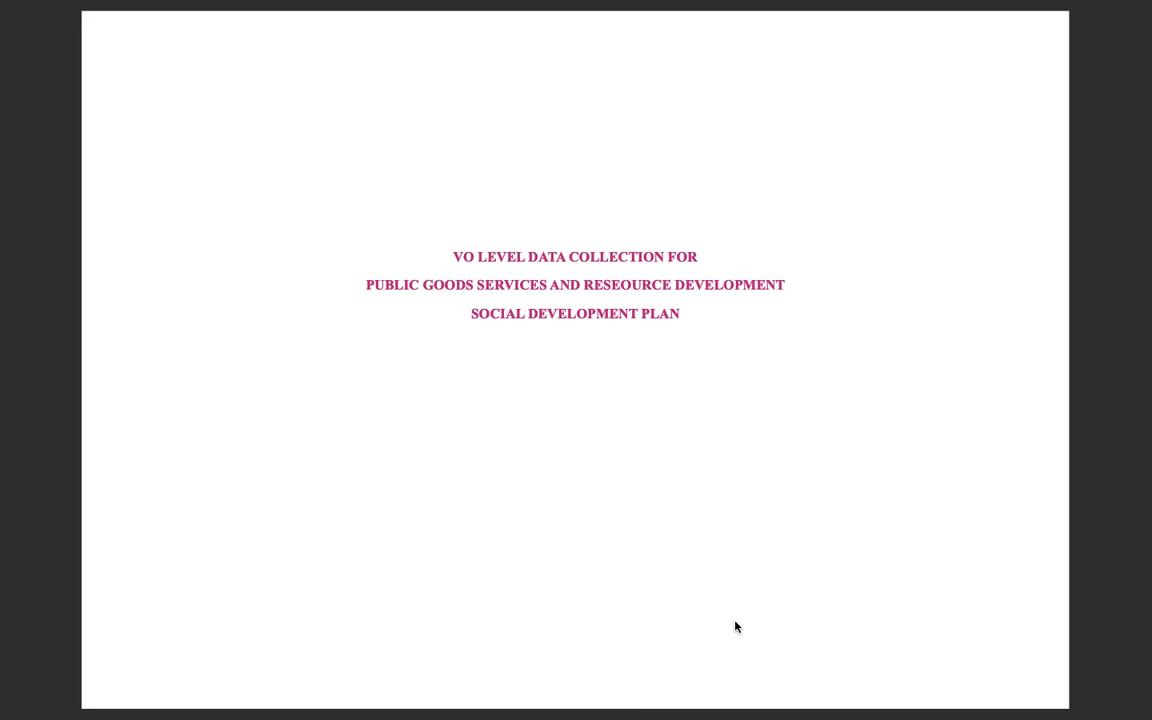 VO LEVEL DATA COLLECTION FOR
PUBLIC GOODS SERVICES AND RESEOURCE DEVELOPMENT
SOCIAL DEVELOPMENT PLAN